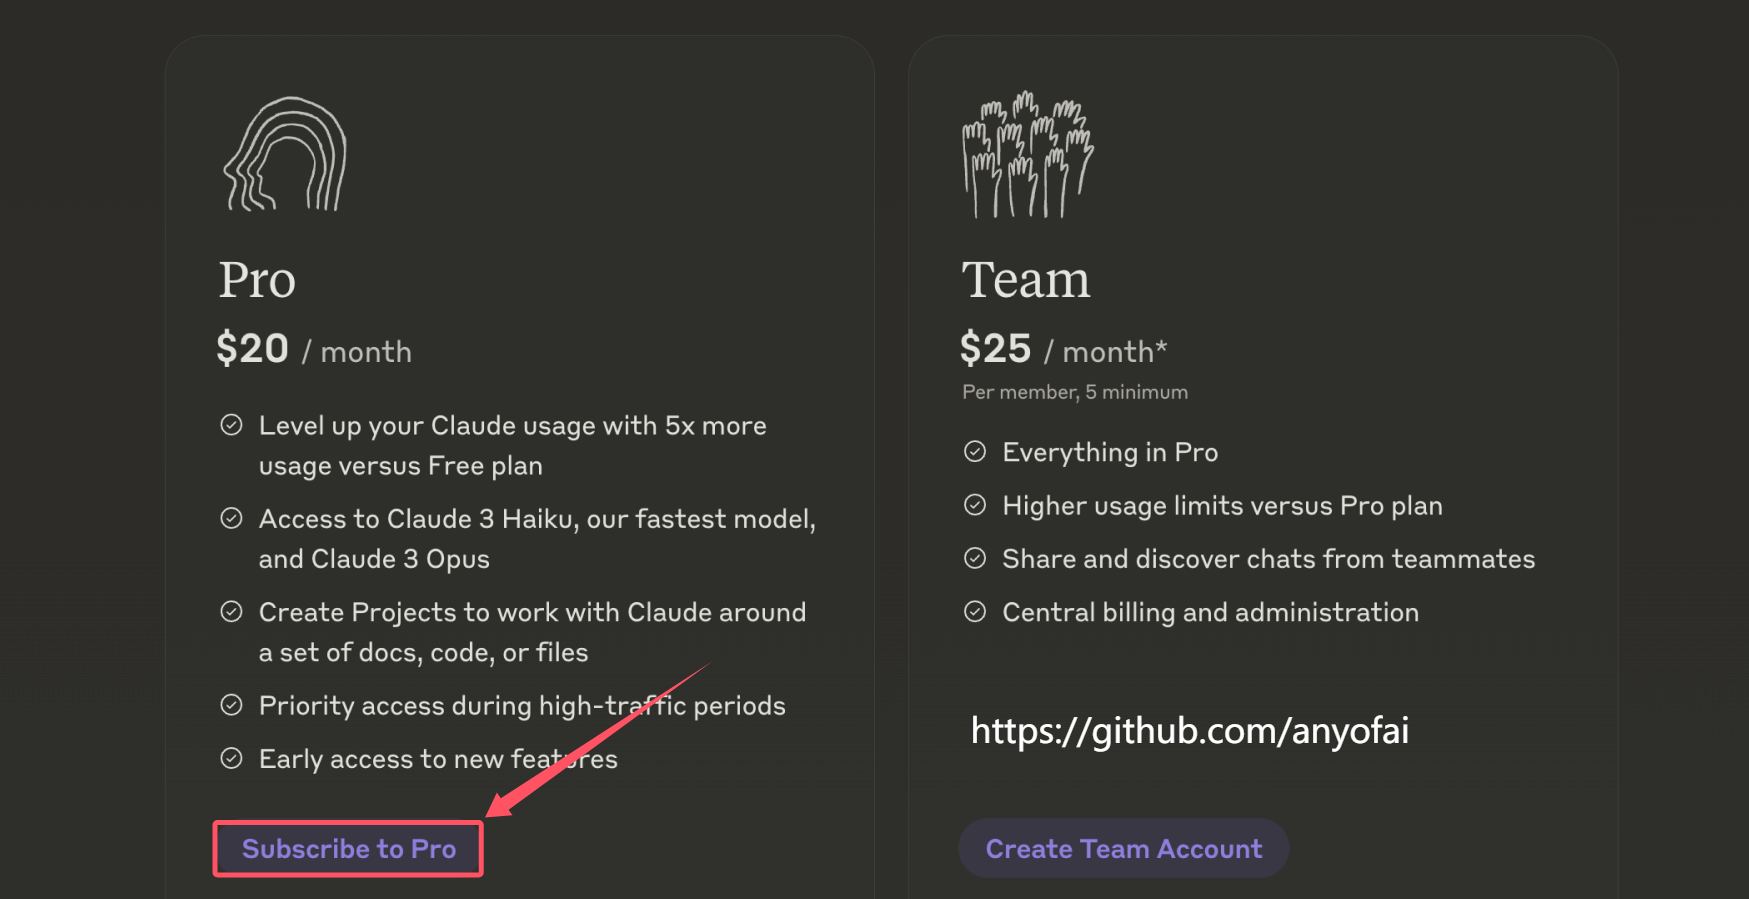 Pro
$20 / month
Level up your Claude usage with 5x more
usage versus Free plan
Access to Claude 3 Haiku, our fastest model,
and Claude 3 Opus
Create Projects to work with Claude around
a set of docs, code, or files
Priority access during high-traffic periods
Early access to new features
Subscribe to Pro
Team
$25 / month*
Per member, 5 minimum
Everything in Pro
Higher usage limits versus Pro plan
Share and discover chats from teammates
Central billing and administration
https://github.com/anyofai
Create Team Account